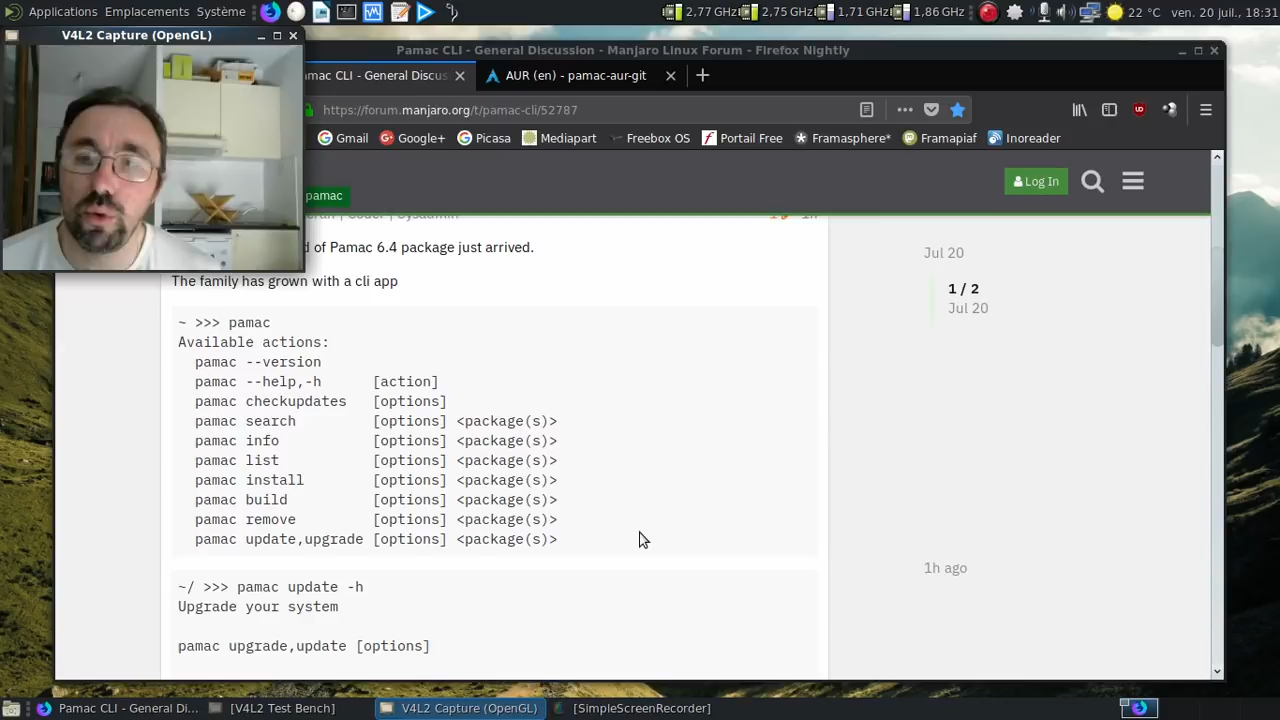 Applications Emplacements Système
2,77 GHz
2,75 GHz
1,71 GHz
1,86 GHz
22 °C
ven. 20 juil., 18:31
V4L2 Capture (OpenGL)
Pamac CLI - General Discussion - Manjaro Linux Forum - Firefox Nightly
amac CLI - General Discus
AUR (en) - pamac-aur-git
https://forum.manjaro.org/t/pamac-cli/52787
Gmail
Google+
Picasa
Mediapart
Freebox OS
Portail Free
Framasphere*
Framapiaf
Inoreader
pamac
Log In
of Pamac 6.4 package just arrived.
The family has grown with a cli app
~ >>> pamac
Available actions:
pamac --version
pamac --help,-h [action]
pamac checkupdates [options]
pamac search [options] <package(s)>
pamac info [options] <package(s)>
pamac list [options] <package(s)>
pamac install [options] <package(s)>
pamac build [options] <package(s)>
pamac remove [options] <package(s)>
pamac update,upgrade [options] <package(s)>
~/ >>> pamac update -h
Upgrade your system
pamac upgrade,update [options]
Jul 20
1 / 2
Jul 20
1h ago
Pamac CLI - General Di...
[V4L2 Test Bench]
V4L2 Capture (OpenGL)
[SimpleScreenRecorder]